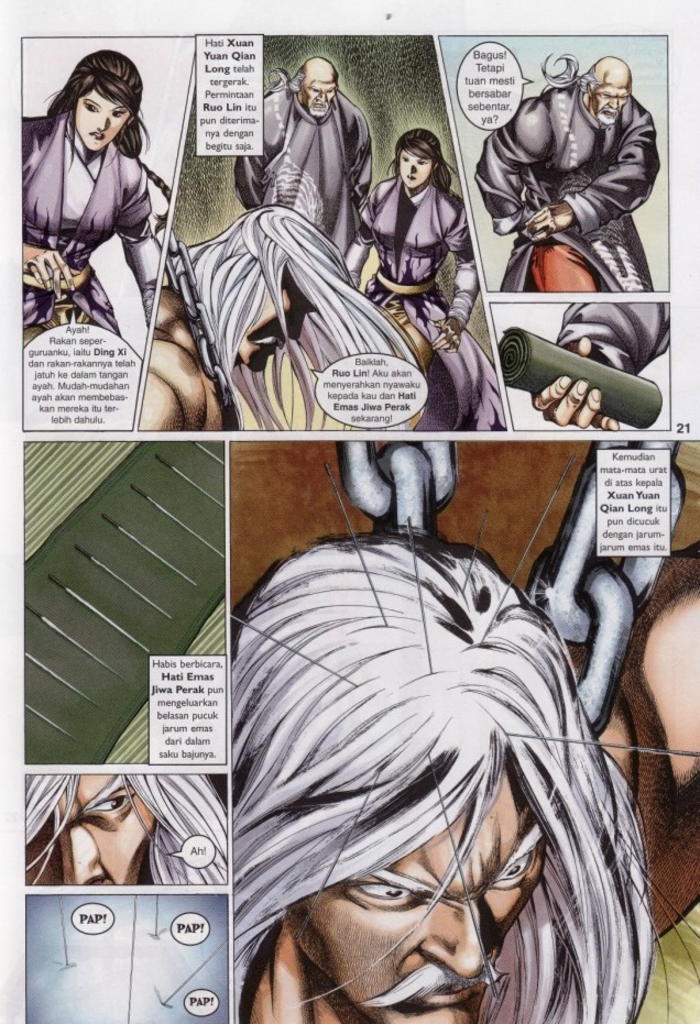 Ayah!
Rakan seper-
guruanku, iaitu Ding Xi
dan rakan-rakannya telah
jatuh ke dalam tangan
ayah. Mudah-mudahan
ayah akan membebas-
kan mereka itu ter-
lebih dahulu.
Hati Xuan
Yuan Qian
Long telah
tergerak.
Permintaan
Ruo Lin itu
pun diterima-
nya dengan
begitu saja.
Baiklah,
Ruo Lin! Aku akan
menyerahkan nyawaku
kepada kau dan Hati
Emas Jiwa Perak
sekarang!
Bagus!
Tetapi
tuan mesti
bersabar
sebentar,
ya?
21
Habis berbicara,
Hati Emas
Jiwa Perak pun
mengeluarkan
belasan pucuk
jarum emas
dari dalam
saku bajunya.
Ah!
PAP!
PAP!
PAP!
Kemudian
mata-mata urat
di atas kepala
Xuan Yuan
Qian Long itu
pun dicucuk
dengan jarum-
jarum emas itu.